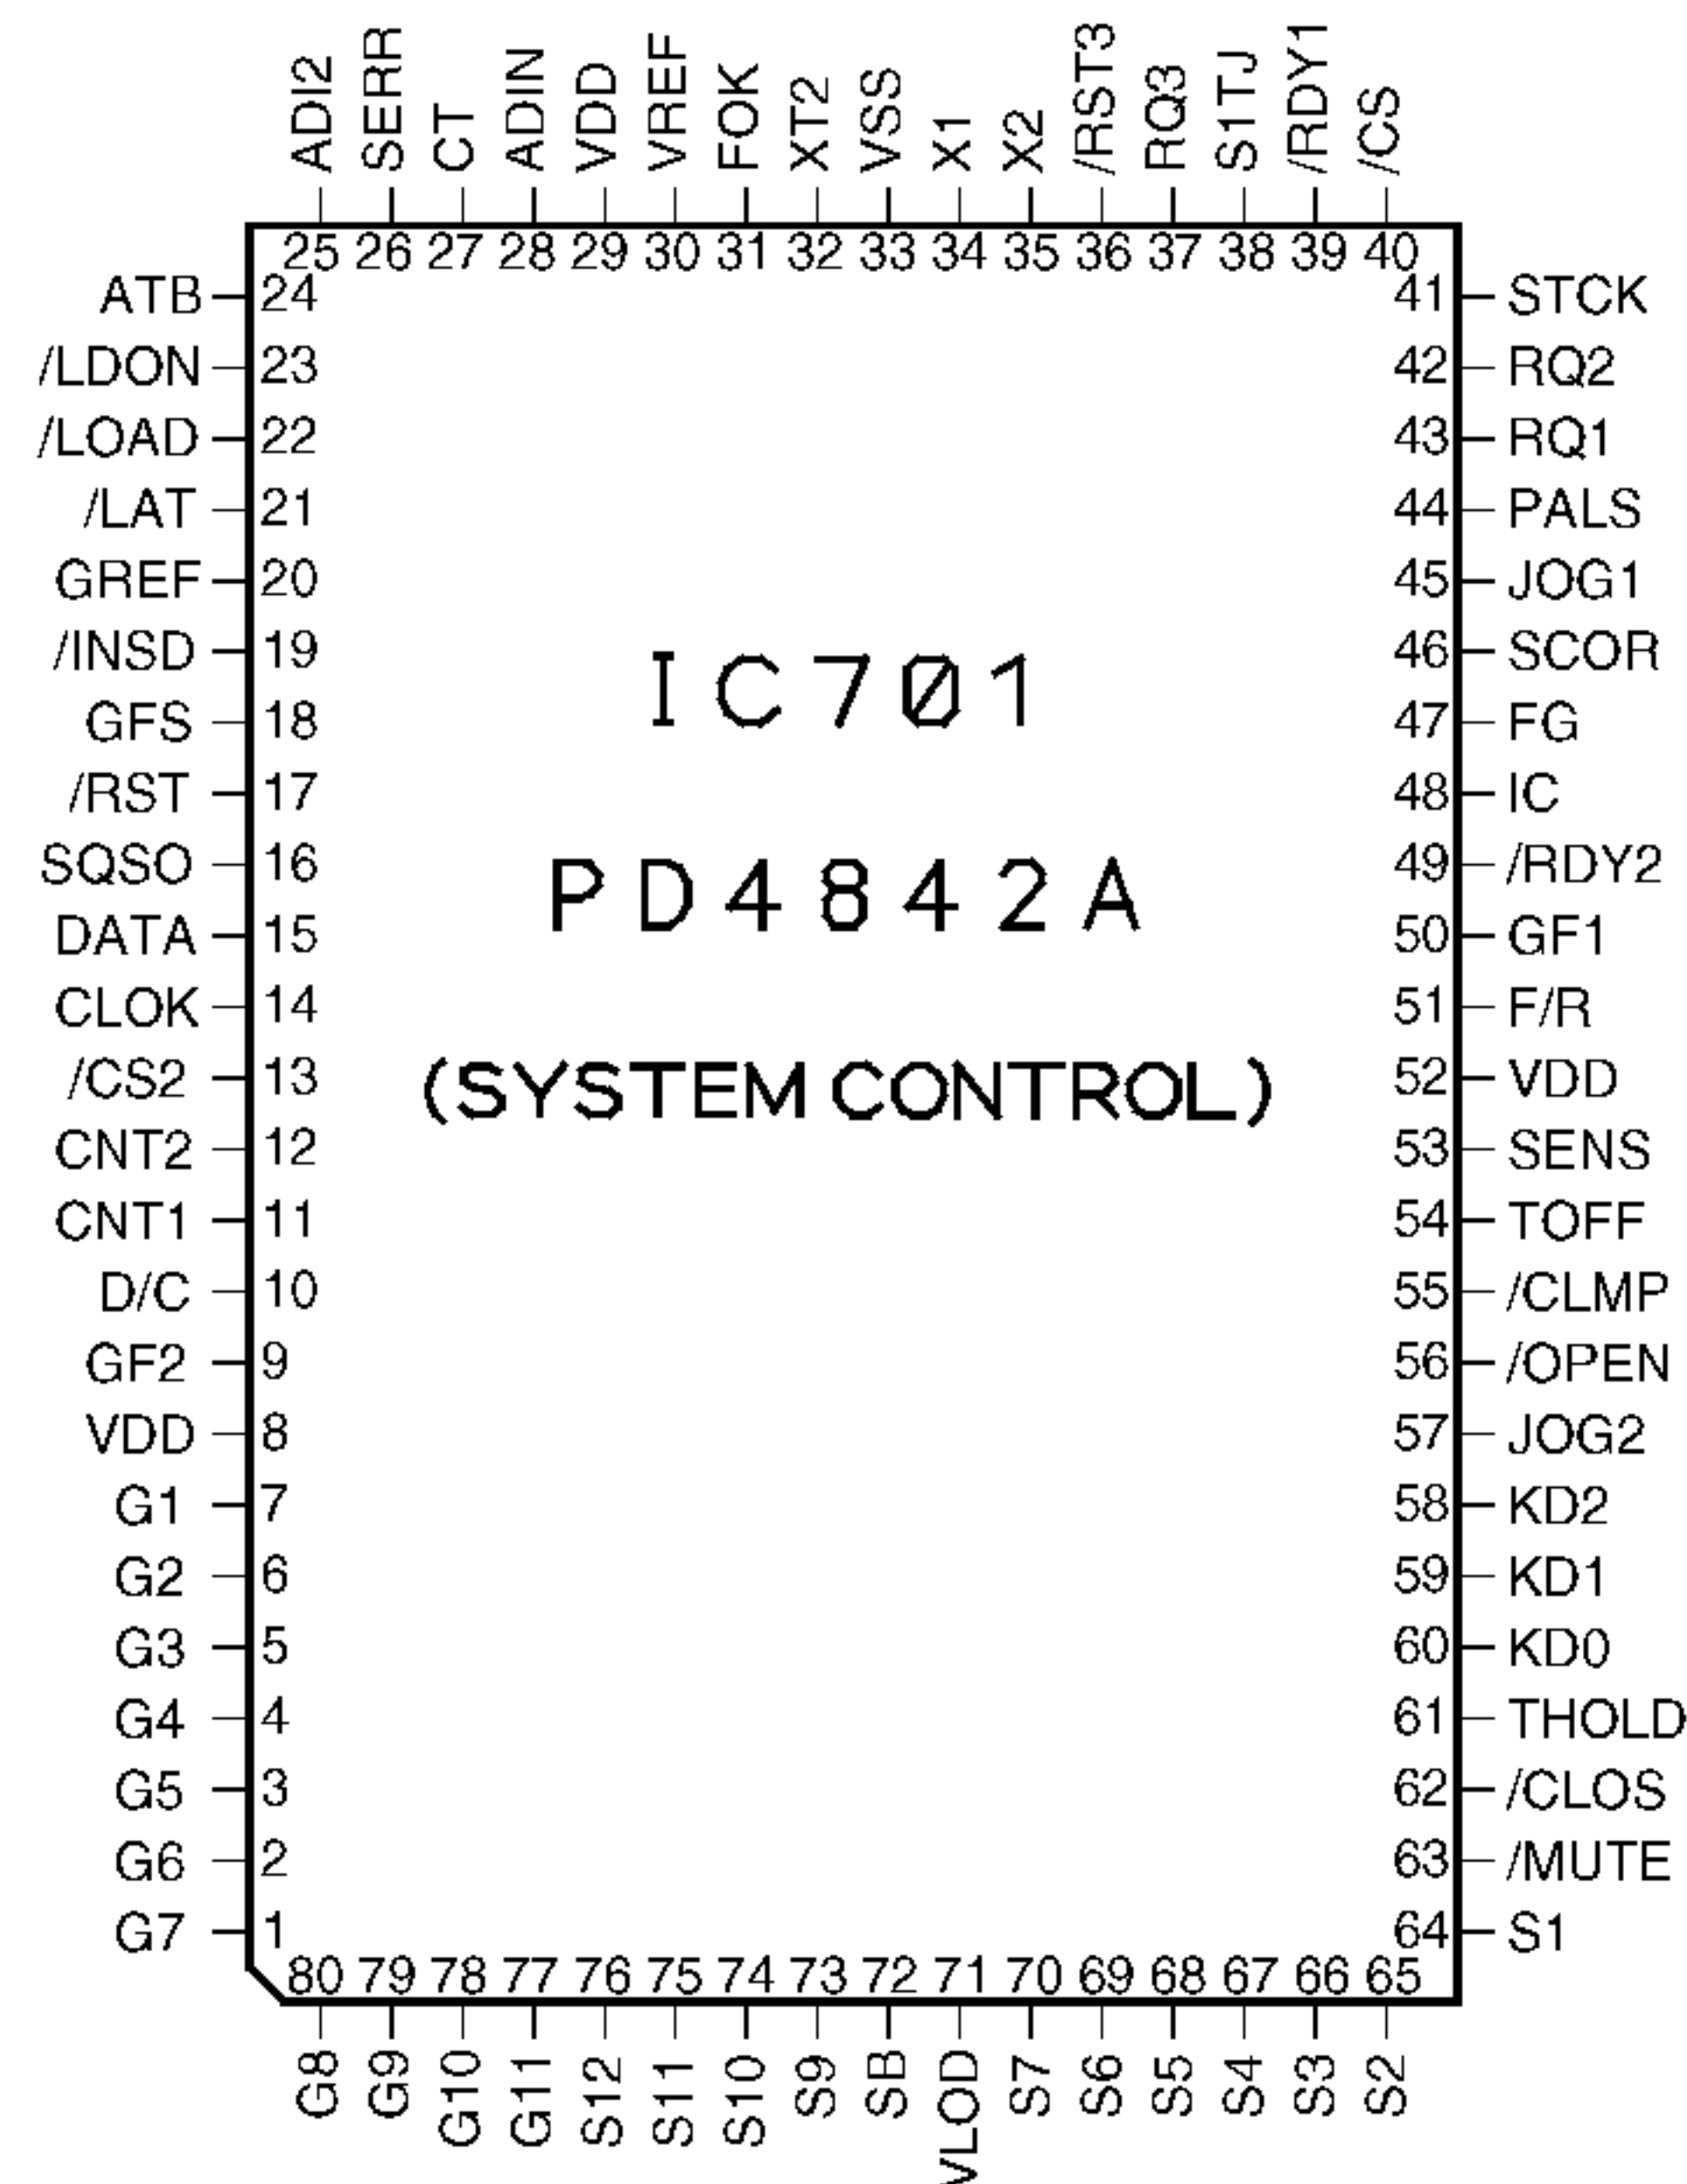 ADI2 SERR CT ADIN VDD VREF FOK XT2 VSS X1 X2 /RST3 RQ3 S1TJ /RDY1 /CS
25 26 27 28 29 30 31 32 33 34 35 36 37 38 39 40
ATB 24 41 STCK
/LDON 23 42 RQ2
/LOAD 22 43 RQ1
/LAT 21 44 PALS
GREF 20 45 JOG1
/INSD 19 46 SCOR
IC701
GFS 18 47 FG
/RST 17 48 IC
SQSO 16 49 /RDY2
PD4842A
DATA 15 50 GF1
CLOK 14 51 F/R
/CS2 13 52 VDD
(SYSTEM CONTROL)
CNT2 12 53 SENS
CNT1 11 54 TOFF
D/C 10 55 /CLMP
GF2 9 56 /OPEN
VDD 8 57 JOG2
G1 7 58 KD2
G2 6 59 KD1
G3 5 60 KD0
G4 4 61 THOLD
G5 3 62 /CLOS
G6 2 63 /MUTE
G7 1 64 S1
80 79 78 77 76 75 74 73 72 71 70 69 68 67 66 65
G8 G9 G10 G11 S12 S11 S10 S9 SB VLOD S7 S6 S5 S4 S3 S2